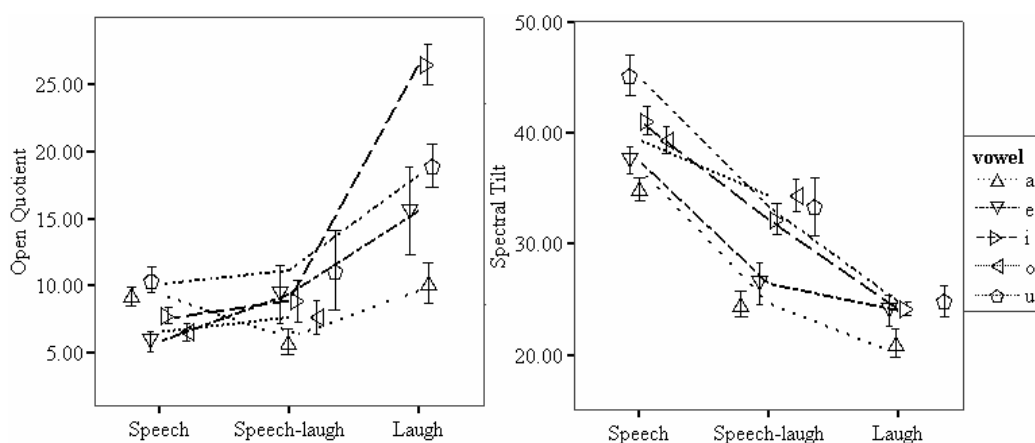 Open Quotient
25.00
20.00
15.00
10.00
5.00
Speech
Speech-laugh
Laugh
Spectral Tilt
50.00
40.00
30.00
20.00
Speech
Speech-laugh
Laugh
vowel
a
e
i
o
u